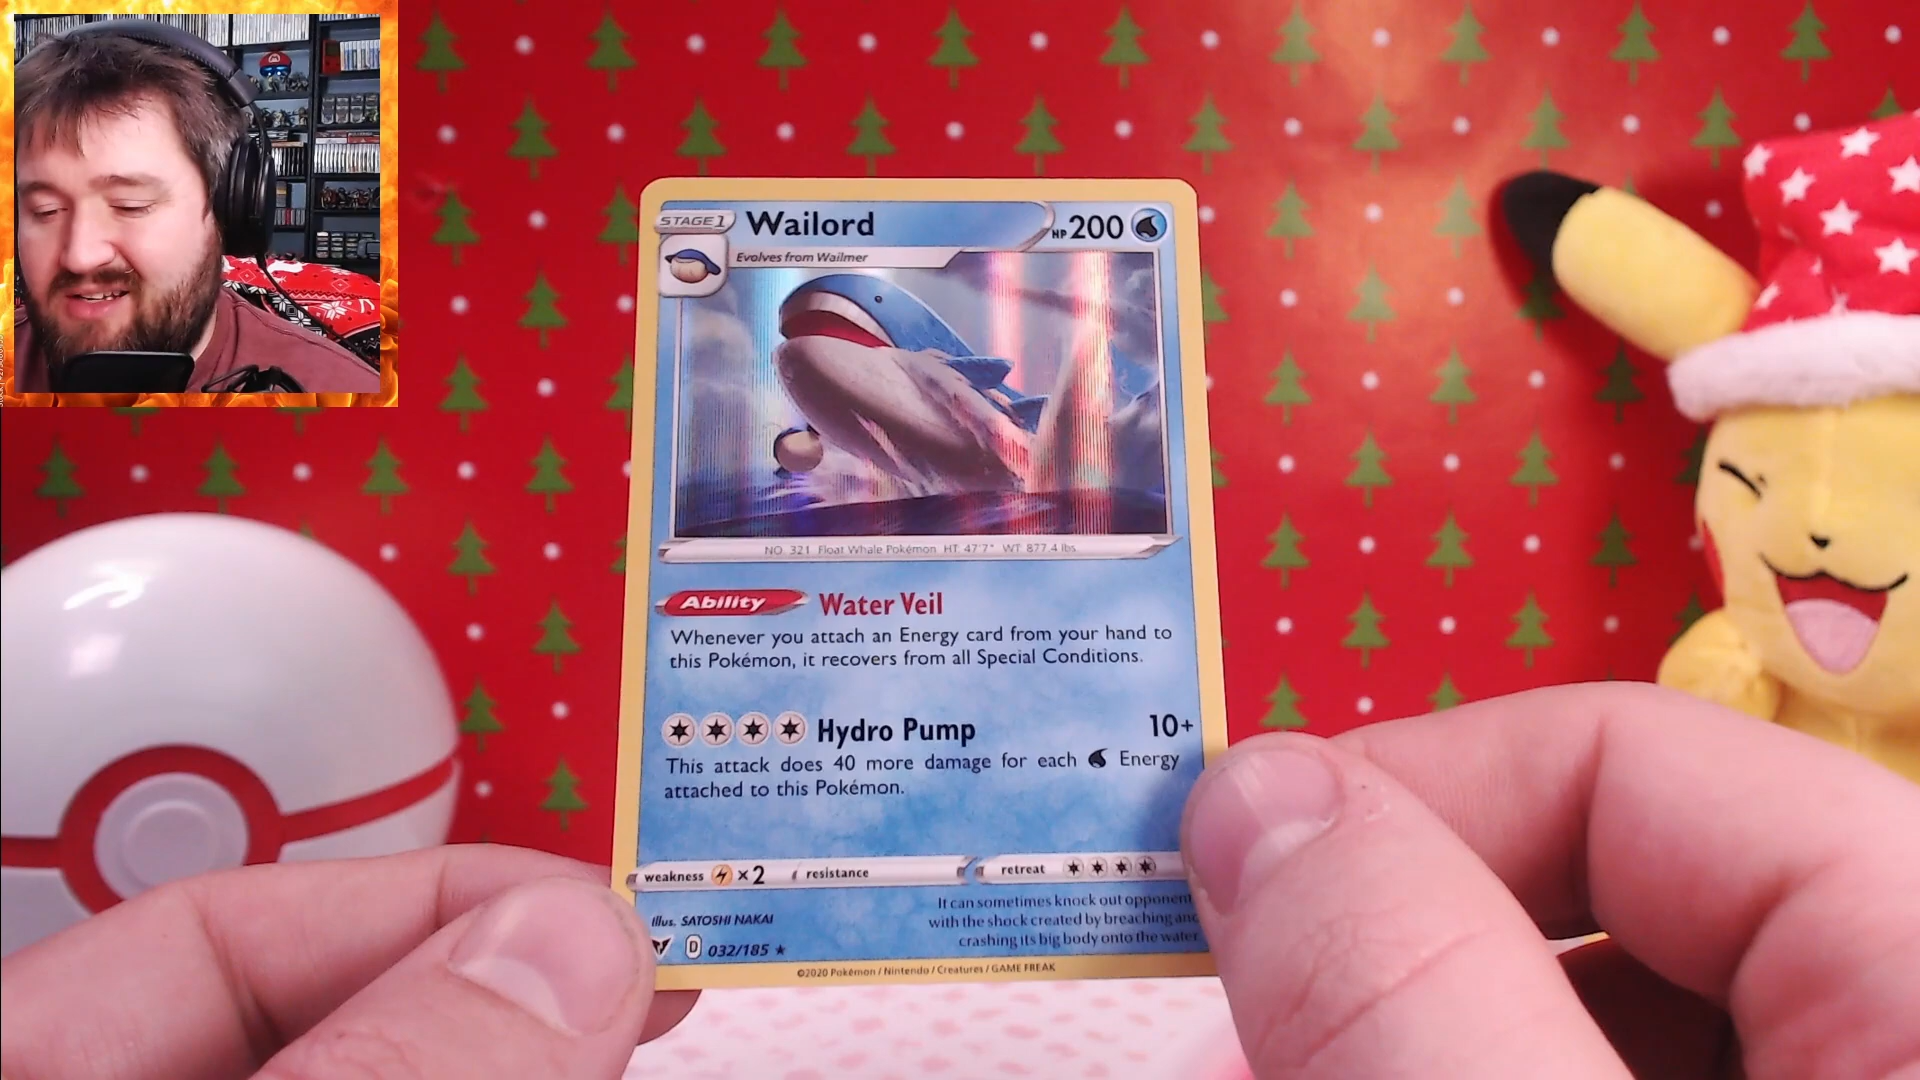 STAGE 1 Wailord HP 200
Evolves from Wailmer
NO. 321 Float Whale Pokémon HT: 47'7" WT: 877.4 lbs.
Ability Water Veil
Whenever you attach an Energy card from your hand to
this Pokémon, it recovers from all Special Conditions.
Hydro Pump 10+
This attack does 40 more damage for each Energy
attached to this Pokémon.
weakness ×2 resistance retreat
Illus. SATOSHI NAKAI
It can sometimes knock out opponent
with the shock created by breaching and
crashing its big body onto the water.
D 032/185
©2020 Pokémon / Nintendo / Creatures / GAME FREAK